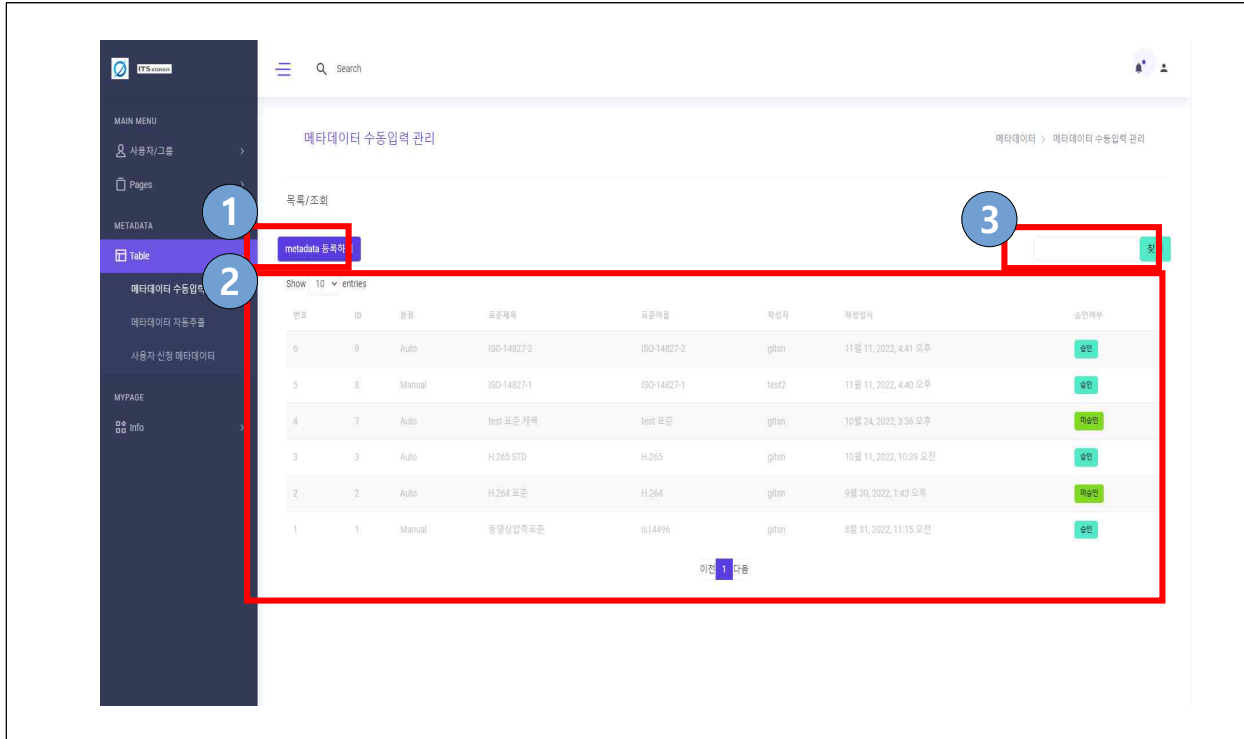 ITS KOREA
Search
MAIN MENU
사용자/그룹
Pages
METADATA
Table
메타데이터 수동입력
메타데이터 자동추출
사용자 신청 메타데이터
MYPAGE
Info
메타데이터 수동입력 관리
메타데이터 > 메타데이터 수동입력 관리
목록/조회
1
2
3
metadata 등록하
찾
Show 10 entries
번호 ID 분류 표준제목 표준이름 작성자 작성일시 승인여부
6 9 Auto ISO-14827-2 ISO-14827-2 gitsn 11월 11, 2022, 4:41 오후 승인
5 8 Manual ISO-14827-1 ISO-14827-1 test2 11월 11, 2022, 4:40 오후 승인
4 7 Auto test 표준 제목 test 표준 gitsn 10월 24, 2022, 3:36 오후 미승인
3 3 Auto H.265 STD H.265 gitsn 10월 11, 2022, 10:39 오전 승인
2 2 Auto H.264 표준 H.264 gitsn 9월 30, 2022, 1:43 오후 미승인
1 1 Manual 동영상압축표준 is14496 gitsn 8월 31, 2022, 11:15 오전 승인
이전 1 다음